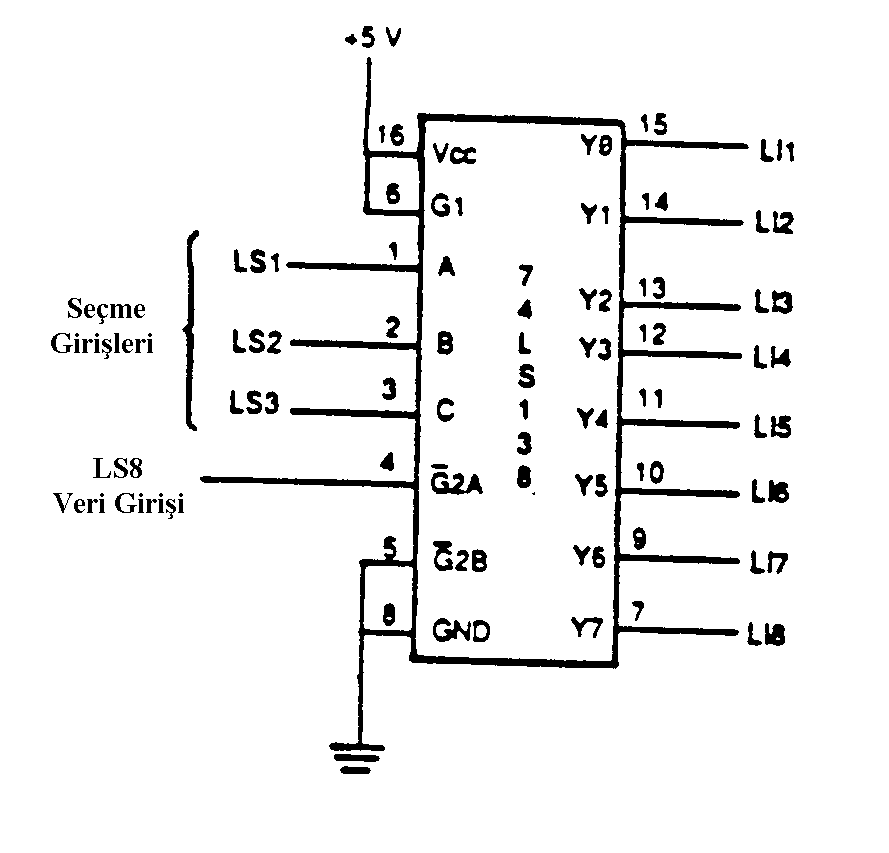 +5 V
16
Vcc
6
G1
Seçme
Girişleri
LS1
1
A
LS2
2
B
LS3
3
C
LS8
Veri Girişi
4
G̅2A
5
G̅2B
8
GND
7
4
L
S
1
3
8
Y0
15
LI1
Y1
14
LI2
Y2
13
LI3
Y3
12
LI4
Y4
11
LI5
Y5
10
LI6
Y6
9
LI7
Y7
7
LI8